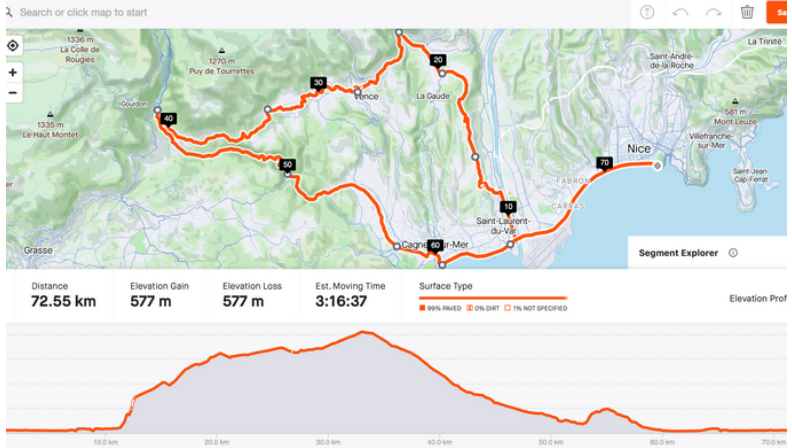 Search or click map to start
Sa
1336 m
La Colle de
Rougiès
1270 m
Puy de Tourrettes
Saint-André-
de-la-Roche
La Trinité
20
30
Vence
La Gaude
Gourdon
40
1335 m
Le Haut Montet
581 m
Mont Leuze
Villefranche-
sur-Mer
Nice
50
70
FABRON
Saint-Jean-
Cap-Ferrat
er
10
CARRAS
Saint-Laurent-
du-Var
Grasse
60
Cagnes-sur-Mer
Segment Explorer
Distance
72.55 km
Elevation Gain
577 m
Elevation Loss
577 m
Est. Moving Time
3:16:37
Surface Type
99% PAVED 0% DIRT 1% NOT SPECIFIED
Elevation Prof
10.0 km 20.0 km 30.0 km 40.0 km 50.0 km 60.0 km 70.0 km